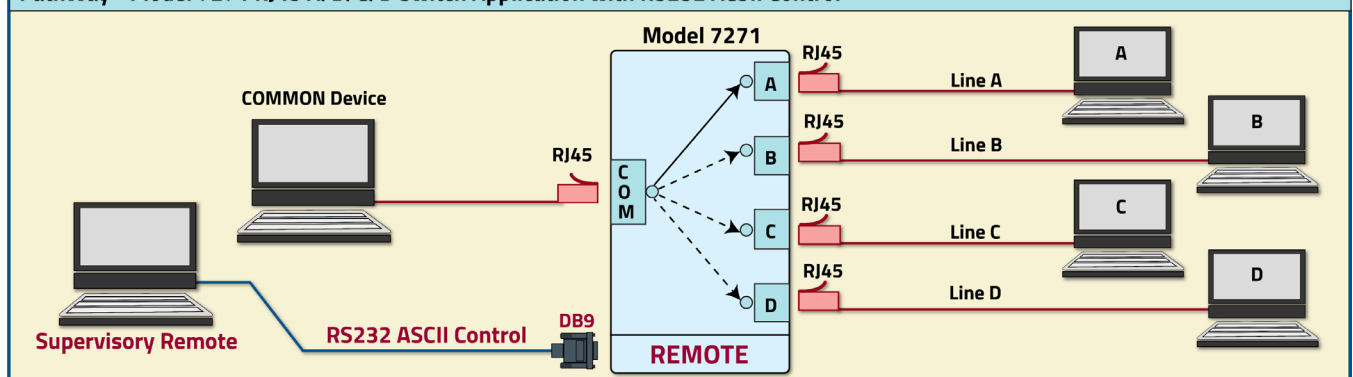 Model 7271
COMMON Device
RJ45
COM
A
B
C
D
RJ45
Line A
A
RJ45
Line B
B
RJ45
Line C
C
RJ45
Line D
D
Supervisory Remote
RS232 ASCII Control
DB9
REMOTE